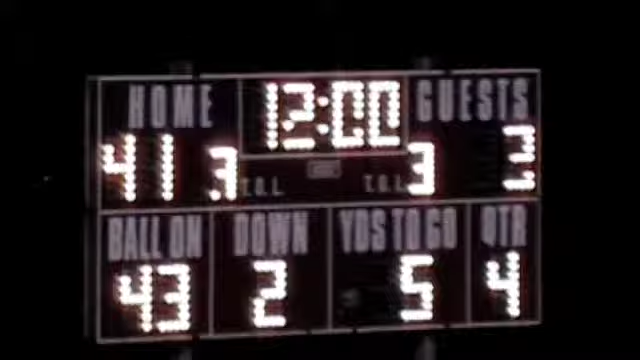 HOME 12:00 GUESTS
41 3 T.O.L. T.O.L. 3 3
BALL ON DOWN YDS TO GO QTR
43 2 5 4